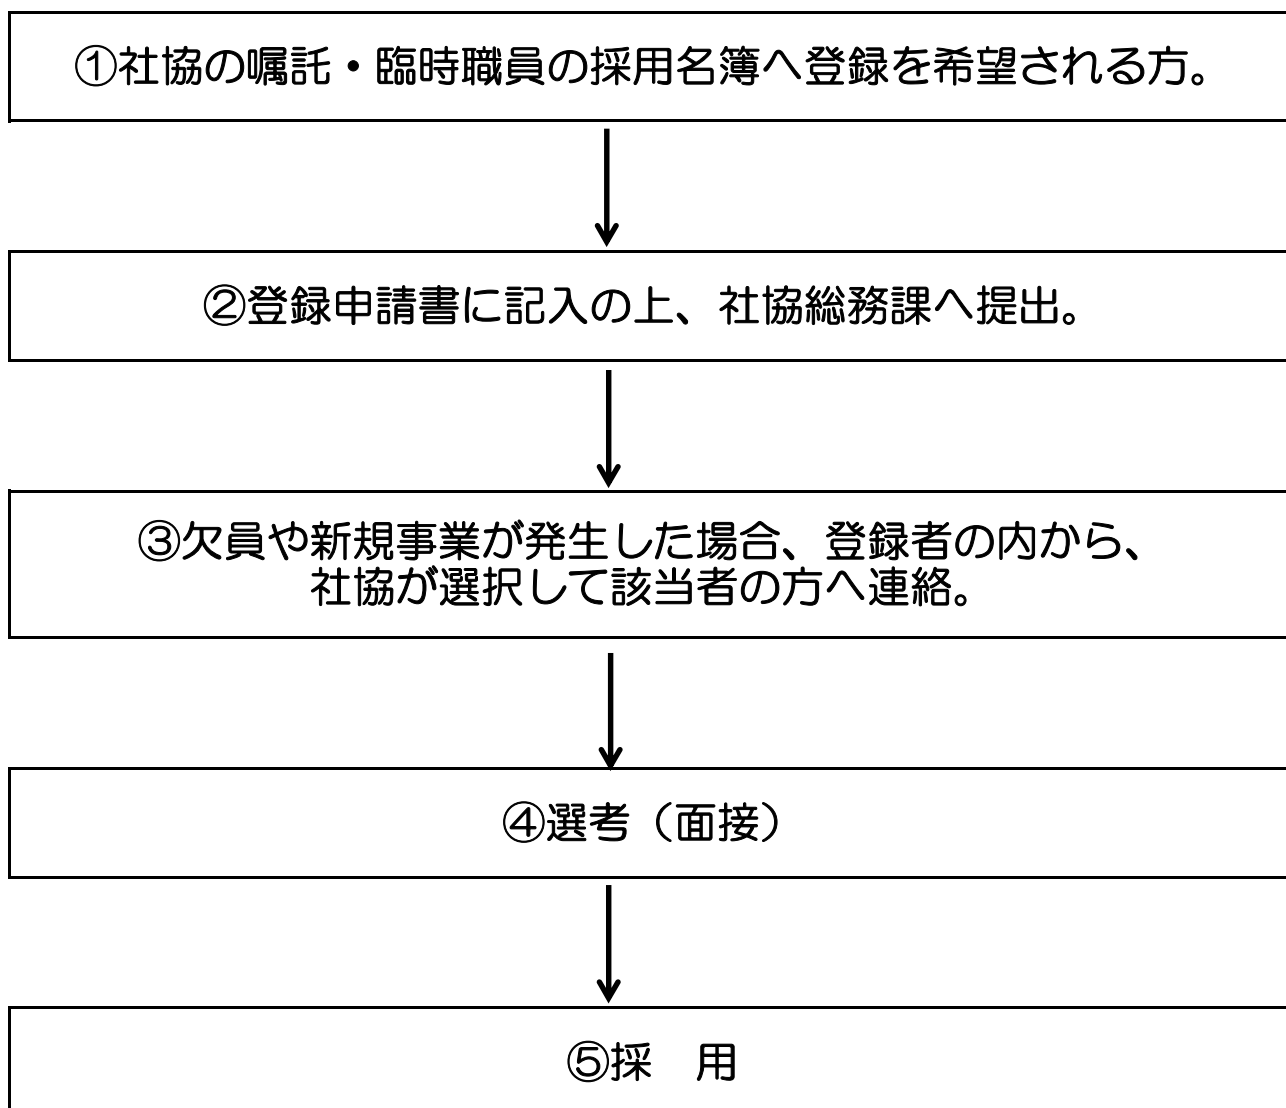 ①社協の嘱託・臨時職員の採用名簿へ登録を希望される方。
②登録申請書に記入の上、社協総務課へ提出。
③欠員や新規事業が発生した場合、登録者の内から、
社協が選択して該当者の方へ連絡。
④選考（面接）
⑤採　用